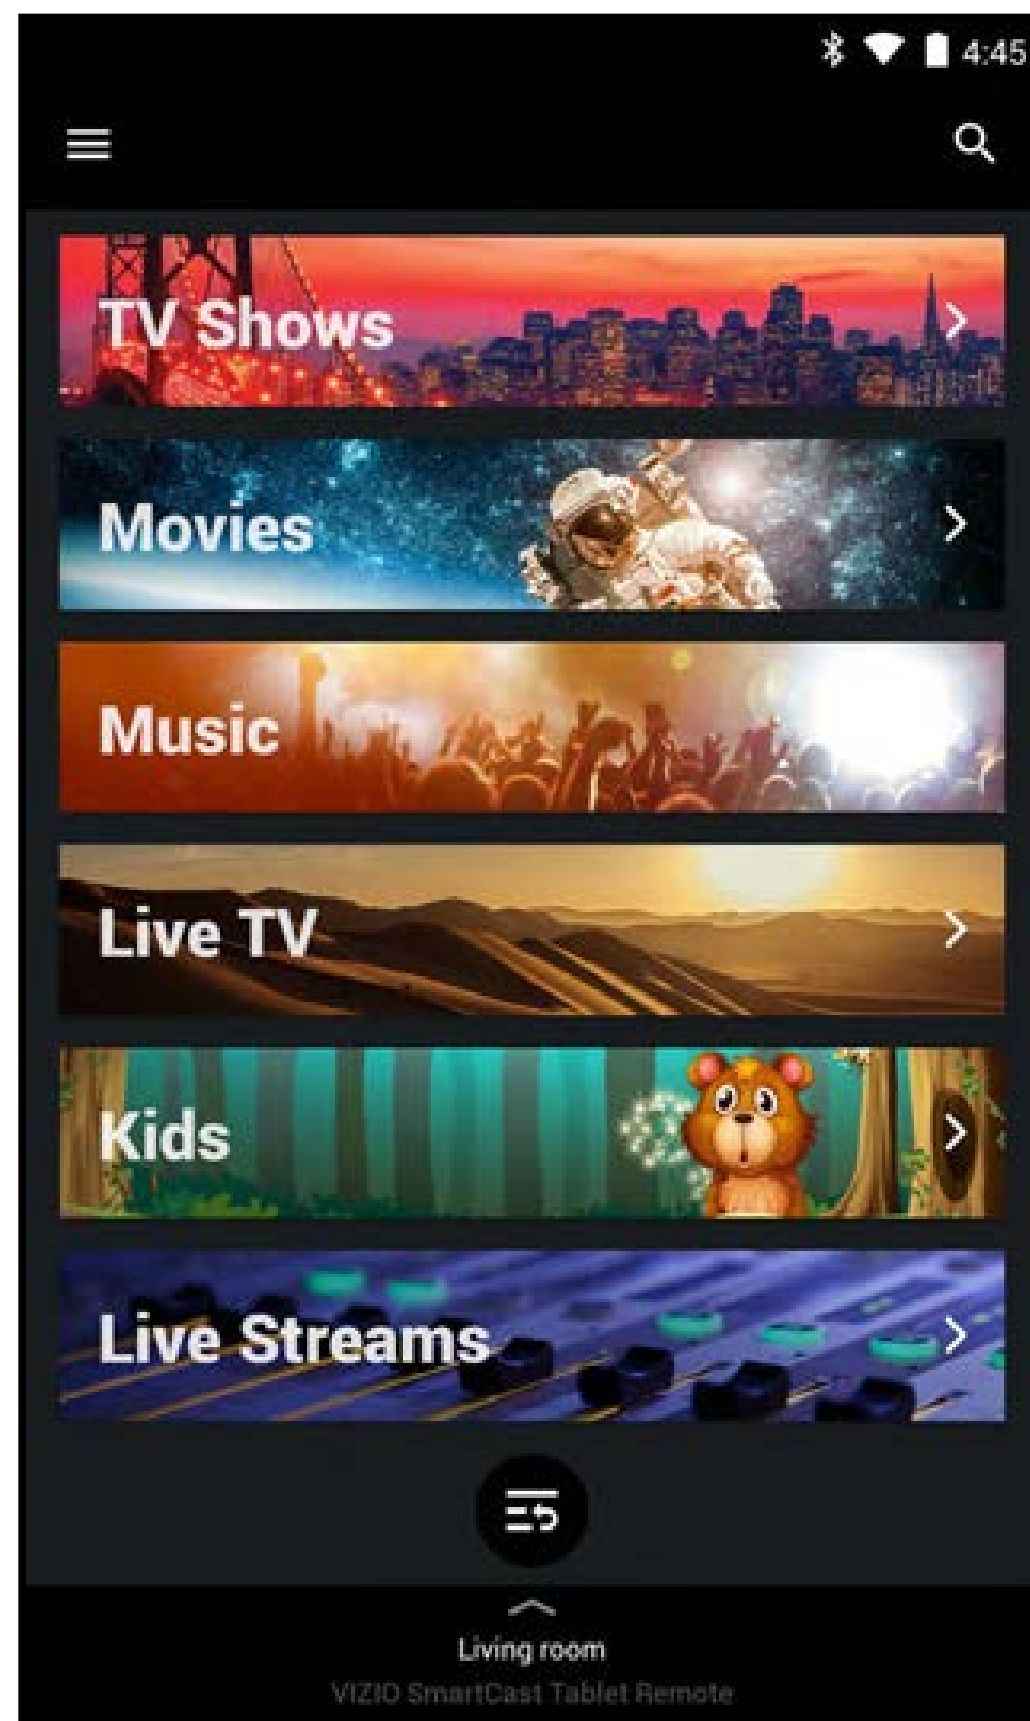 4:45
TV Shows
Movies
Music
Live TV
Kids
Live Streams
Living room
VIZIO SmartCast Tablet Remote